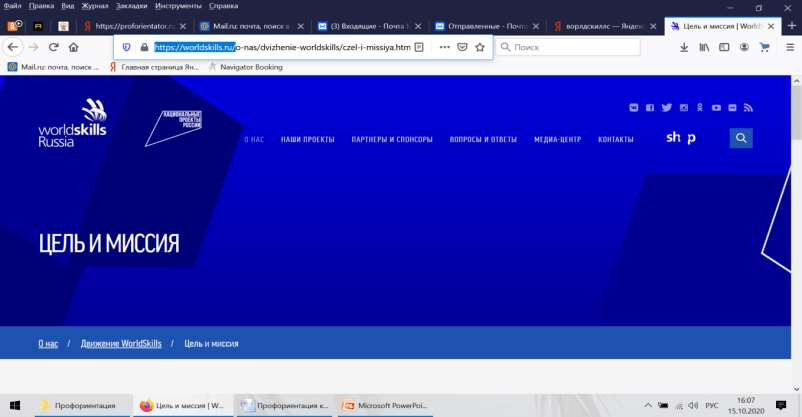 Файл Правка Вид Журнал Закладки Инструменты Справка
https://proforientator. Mail.ru: почта, поиск в (3) Входящие - Почта Отправленные - Почта ворядскиллс — Яндекс Цель и миссия | World
https://worldskills.ru/o-nas/dvizhenie-worldskills/czel-i-missiya.htm Поиск
Mail.ru: почта, поиск ... Главная страница Ян... Navigator Booking
worldskills
Russia
НАЦИОНАЛЬНЫЕ
ПРОЕКТЫ
РОССИИ
О НАС НАШИ ПРОЕКТЫ ПАРТНЕРЫ И СПОНСОРЫ ВОПРОСЫ И ОТВЕТЫ МЕДИА-ЦЕНТР КОНТАКТЫ sh p
ЦЕЛЬ И МИССИЯ
О нас / Движение WorldSkills / Цель и миссия
Профориентация Цель и миссия | W... Профориентация к... Microsoft PowerPoi... РУС 16:07
15.10.2020